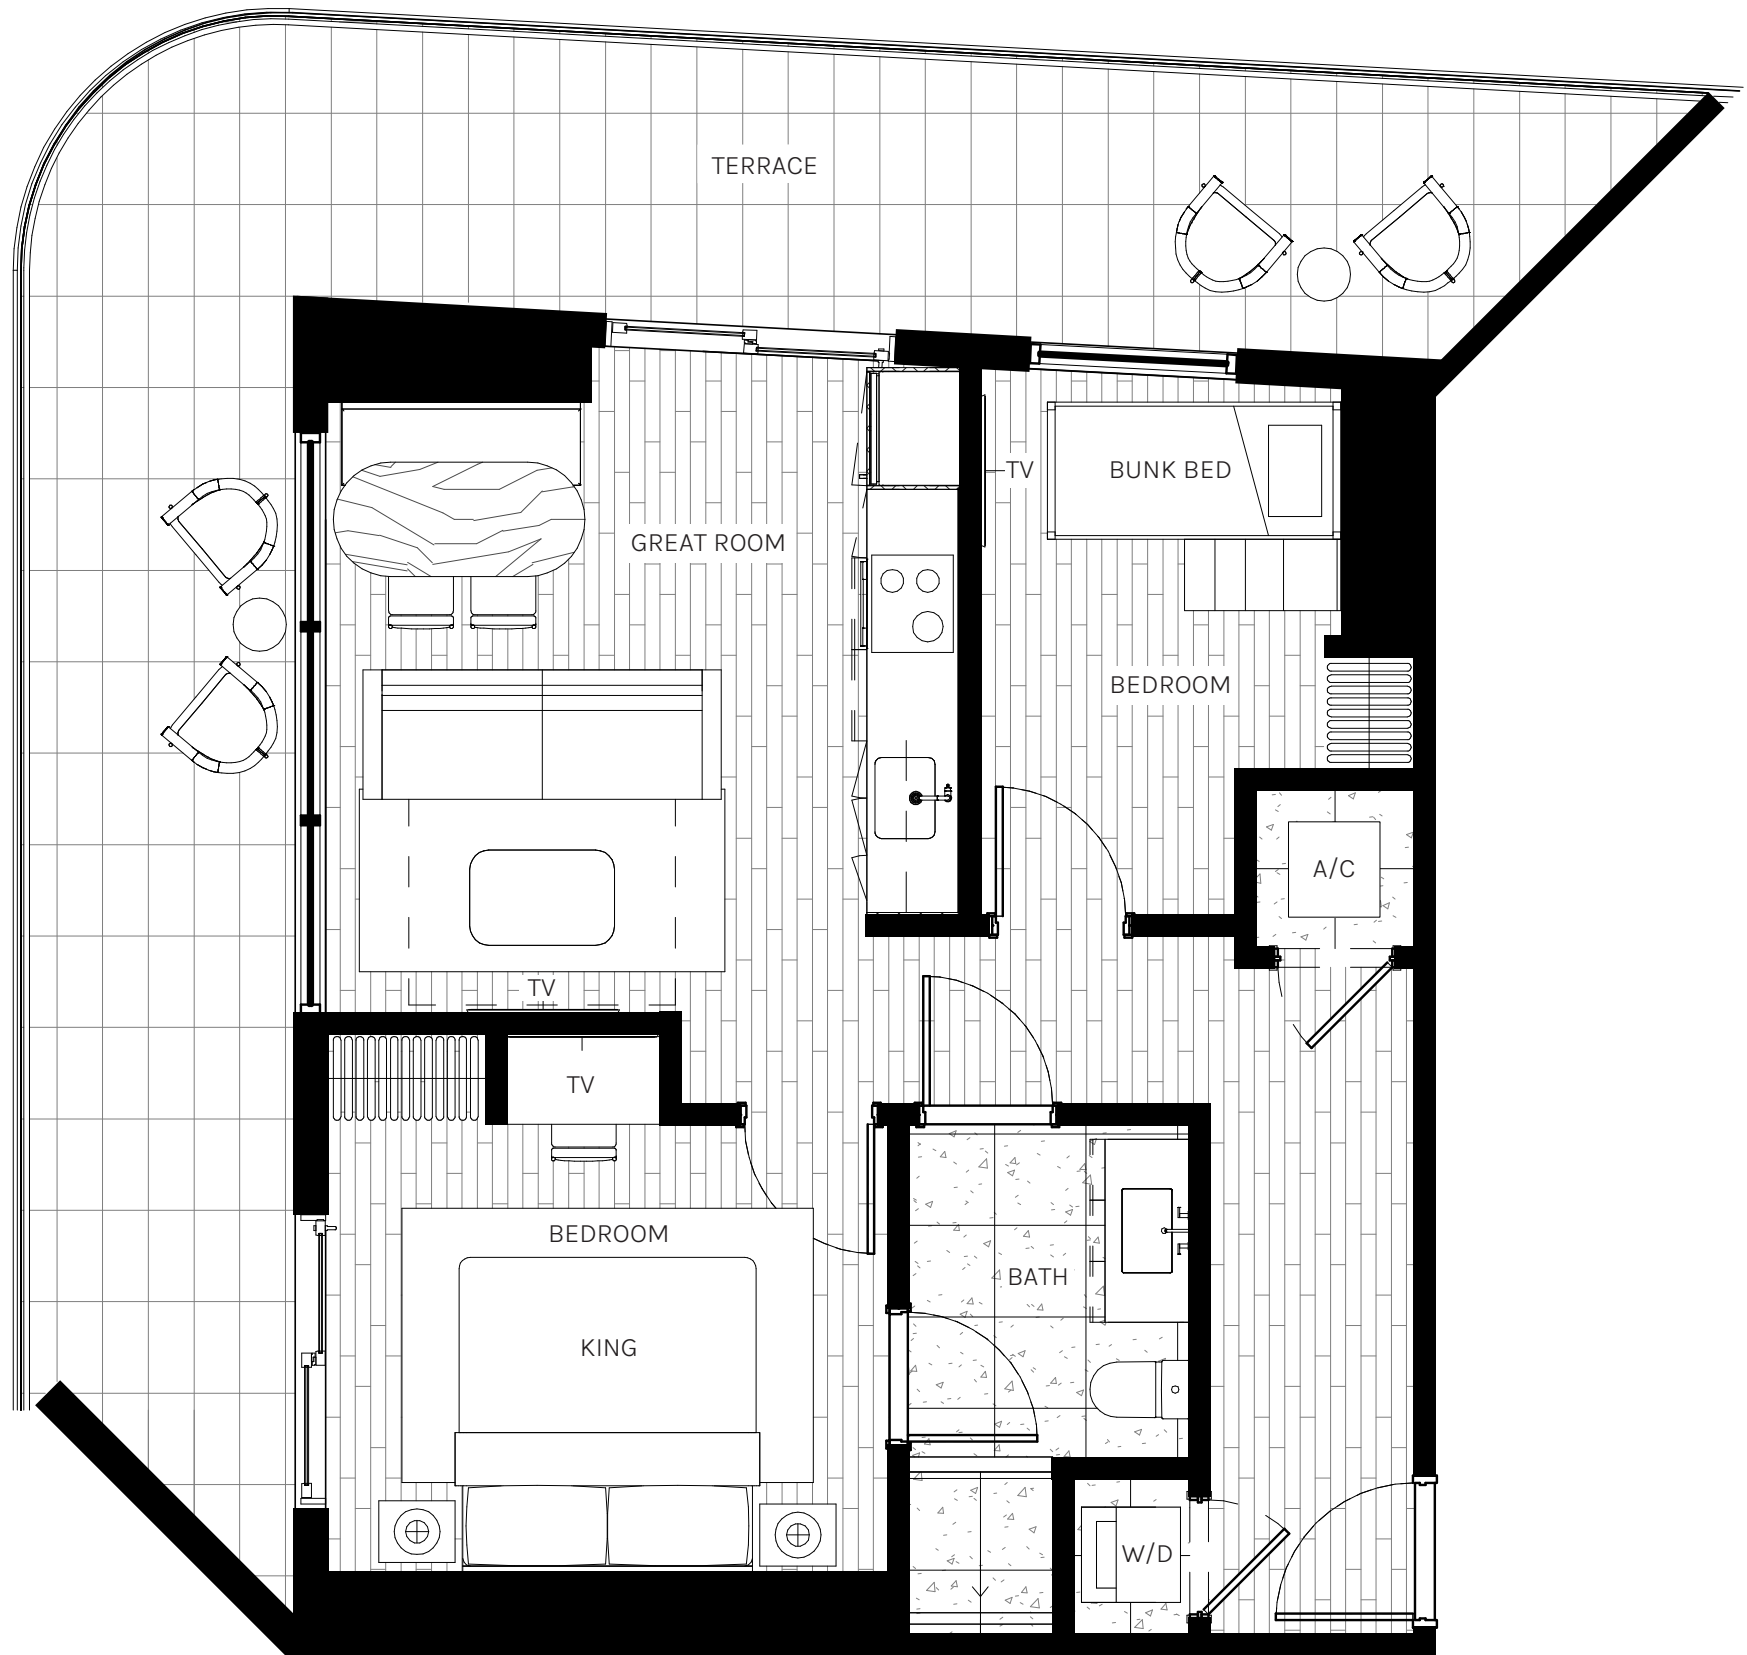 TERRACE
TV
BUNK BED
GREAT ROOM
BEDROOM
A/C
TV
TV
BEDROOM
BATH
KING
W/D